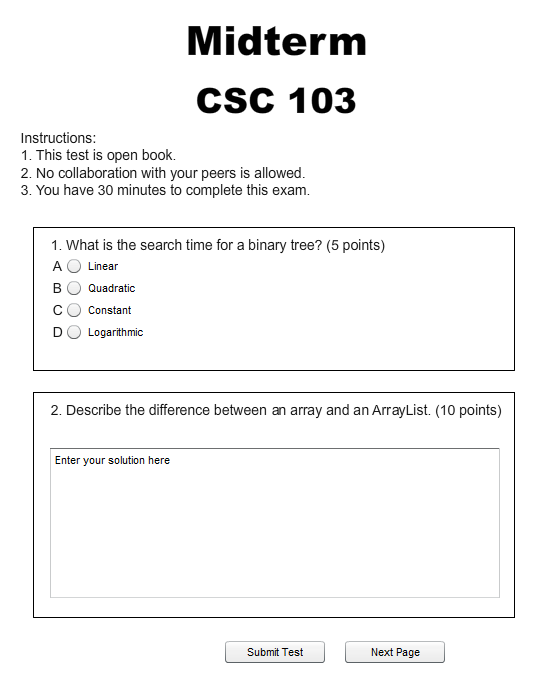 Midterm
CSC 103
Instructions:
1. This test is open book.
2. No collaboration with your peers is allowed.
3. You have 30 minutes to complete this exam.
1. What is the search time for a binary tree? (5 points)
A Linear
B Quadratic
C Constant
D Logarithmic
2. Describe the difference between an array and an ArrayList. (10 points)
Enter your solution here
Submit Test Next Page